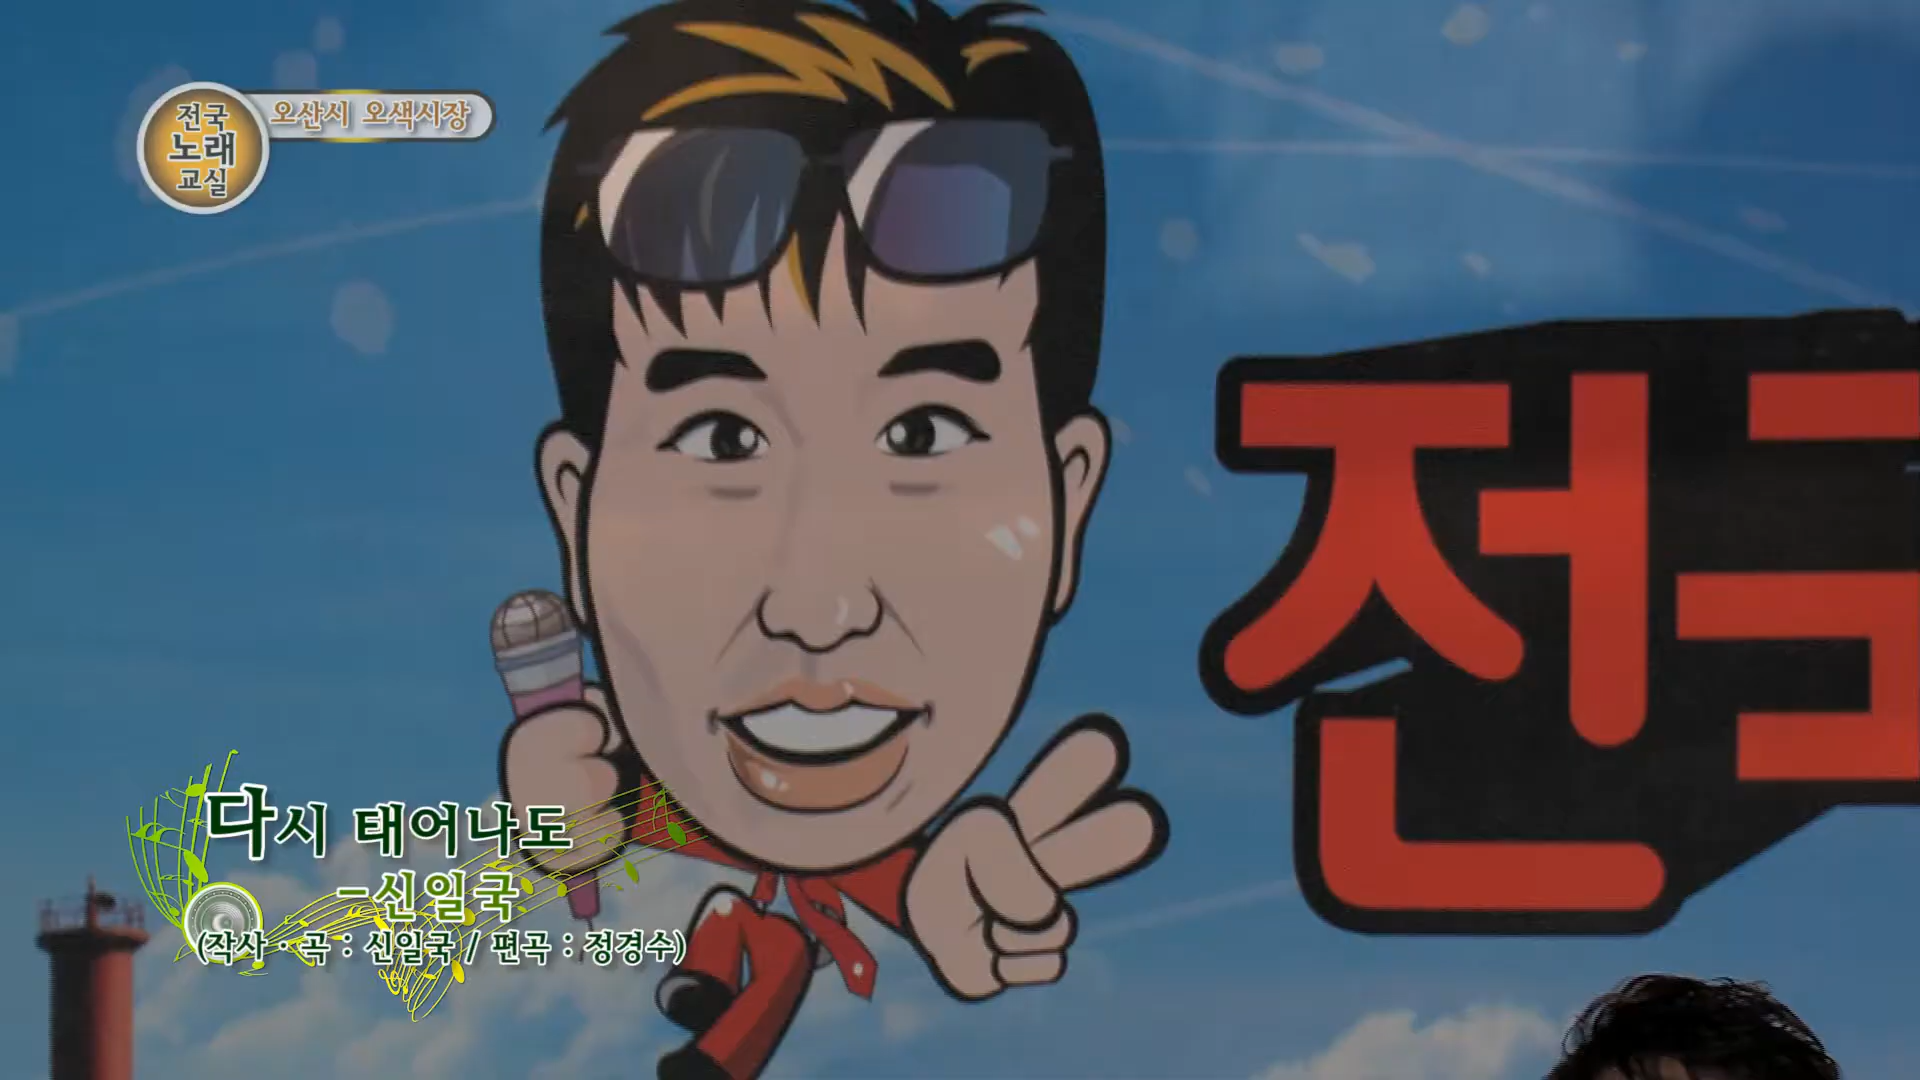 전국
노래
교실
오산시 오색시장
전국
다시 태어나도
-신일국
(작사·곡 : 신일국 / 편곡 : 정경수)